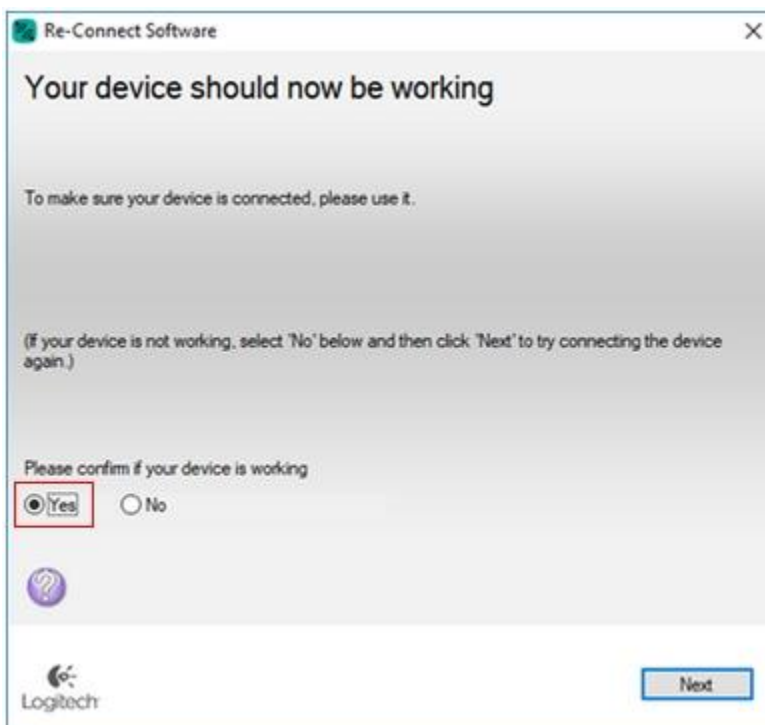 Re-Connect Software
Your device should now be working
To make sure your device is connected, please use it.
(If your device is not working, select 'No' below and then click 'Next' to try connecting the device
again.)
Please confirm if your device is working
Yes No
?
Logitech
Next